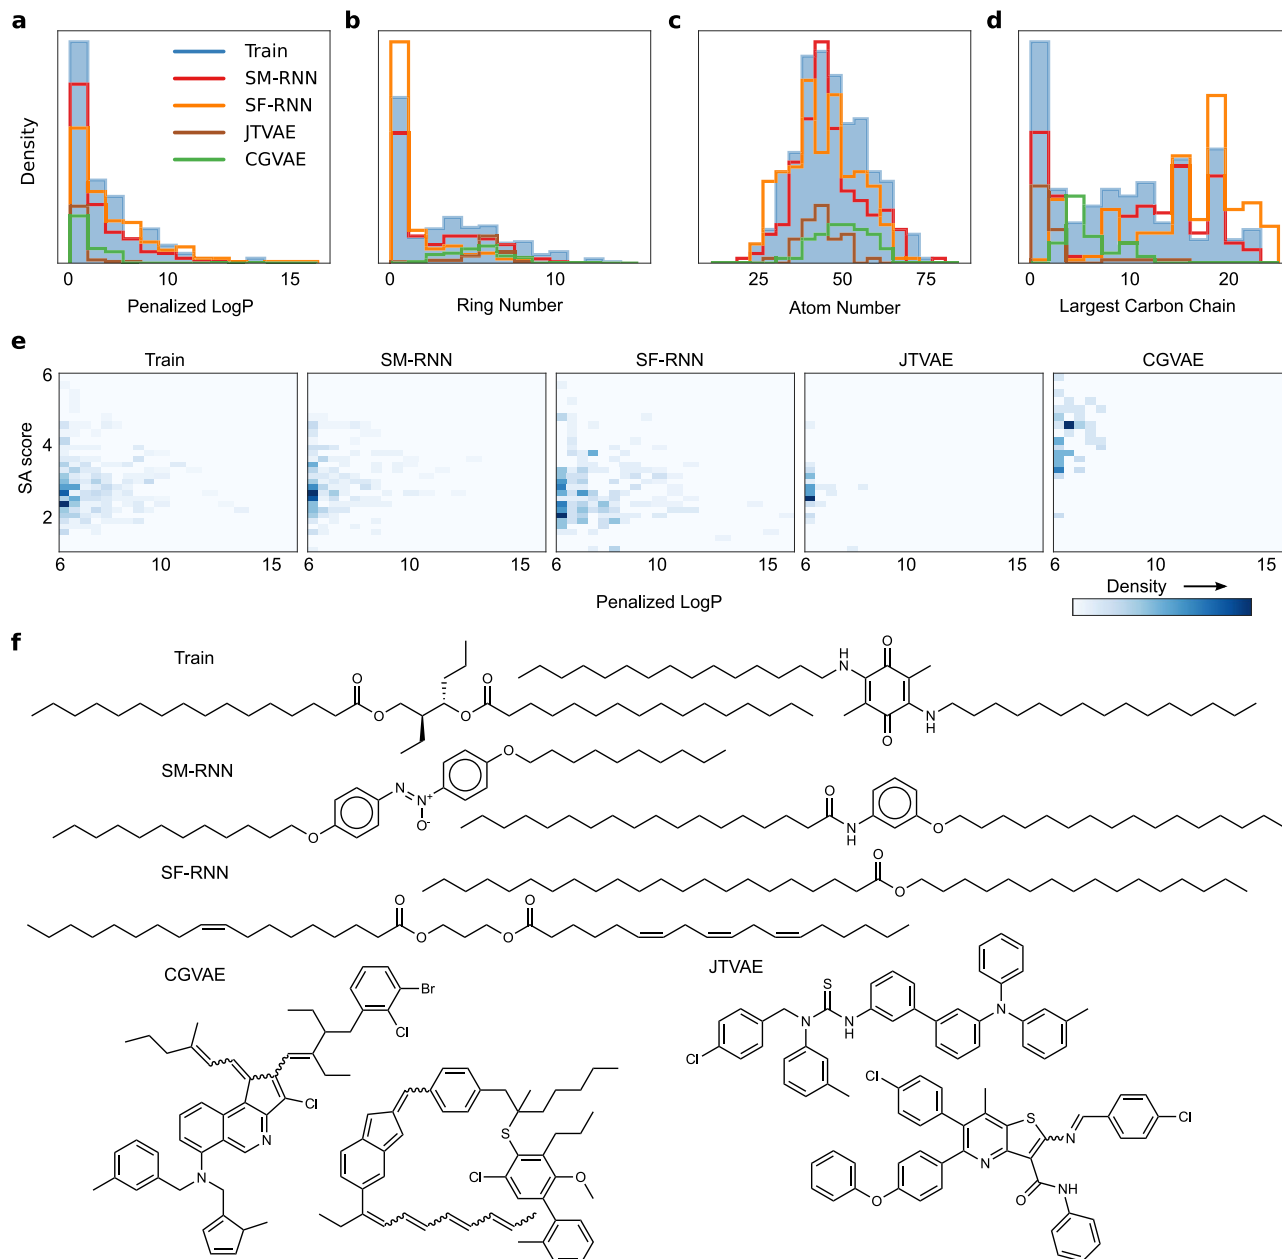 a
b
c
d
Train
SM-RNN
SF-RNN
JTVAE
CGVAE
Density
0 10 15
0 10
25 50 75
0 10 20
Penalized LogP
Ring Number
Atom Number
Largest Carbon Chain
e
Train
SM-RNN
SF-RNN
JTVAE
CGVAE
SA score
6
4
2
6 10 15
6 10 15
6 10 15
6 10 15
6 10 15
Penalized LogP
Density
f
Train
O
O
O
O
H
N
O
O
N
H
SM-RNN
O
N
N+
O-
O
O
N
H
O
SF-RNN
O
O
O
O
O
O
CGVAE
Br
Cl
Cl
N
N
S
Cl
O
JTVAE
S
N
N
H
Cl
N
Cl
S
N
N
Cl
O
O
NH